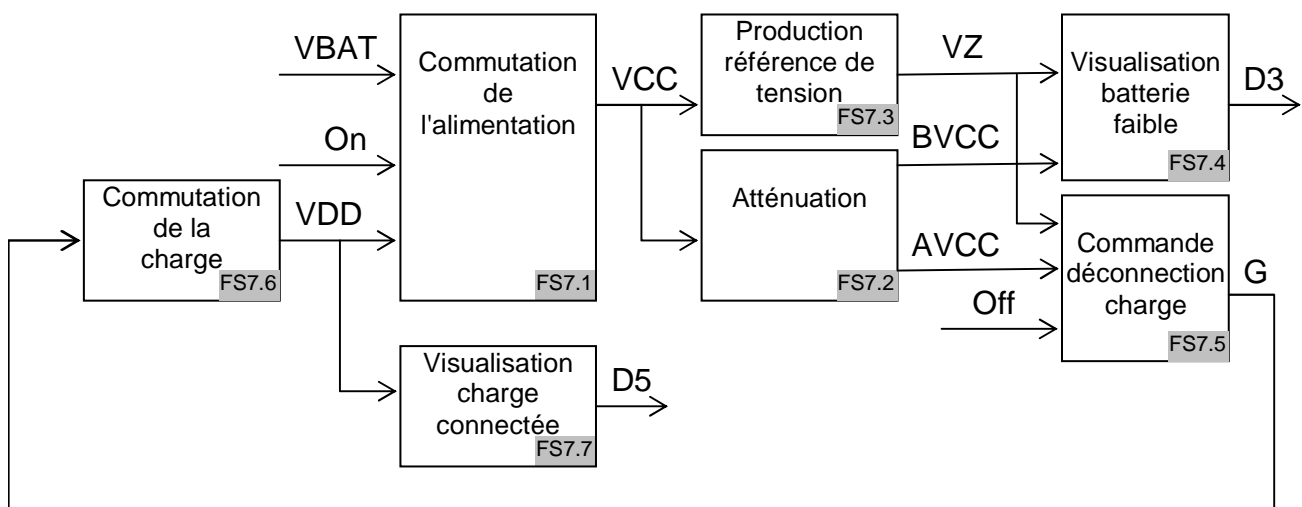 VBAT
On
Commutation
de
l'alimentation
FS7.1
VCC
Production
référence de
tension
FS7.3
VZ
BVCC
Visualisation
batterie
faible
FS7.4
D3
Commutation
de la
charge
FS7.6
VDD
Atténuation
FS7.2
AVCC
Off
Commande
déconnection
charge
FS7.5
G
Visualisation
charge
connectée
FS7.7
D5